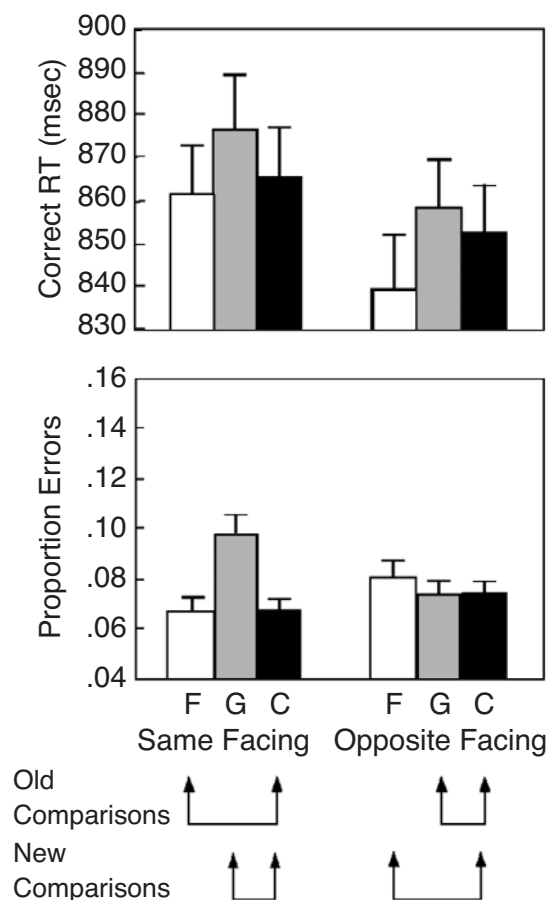 Correct RT (msec)
900
890
880
870
860
850
840
830
Proportion Errors
.16
.14
.12
.10
.08
.06
.04
F G C F G C
Same Facing Opposite Facing
Old
Comparisons
New
Comparisons